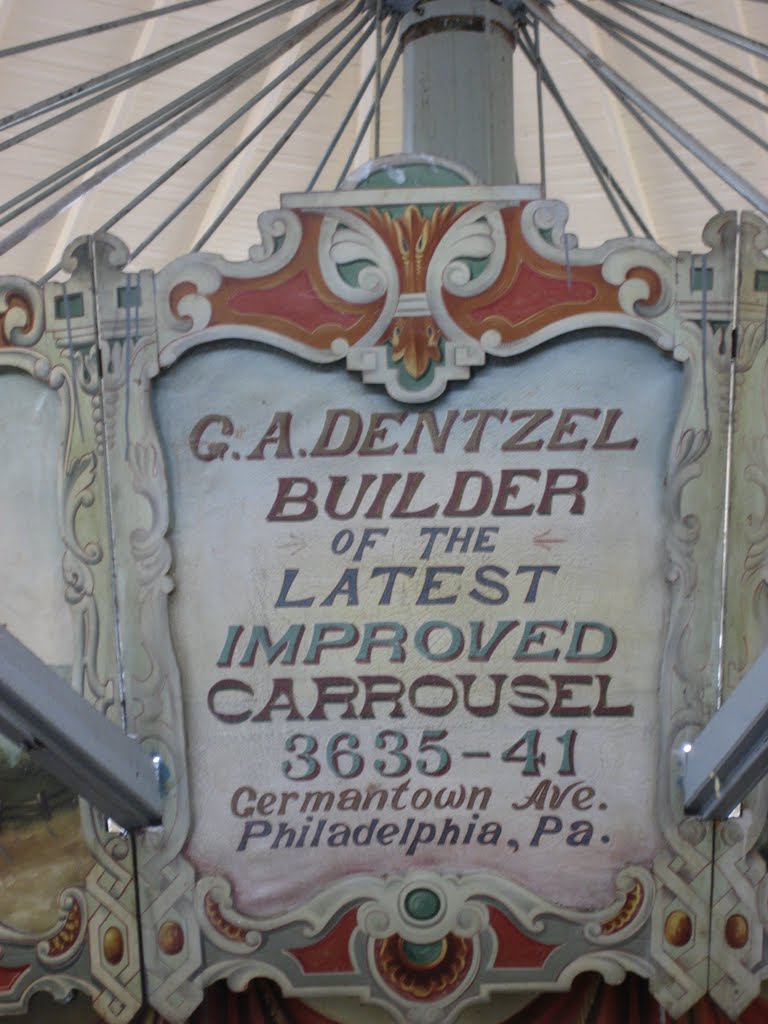 G.A.DENTZEL
BUILDER
OF THE
LATEST
IMPROVED
CARROUSEL
3635-41
Germantown Ave.
Philadelphia, Pa.